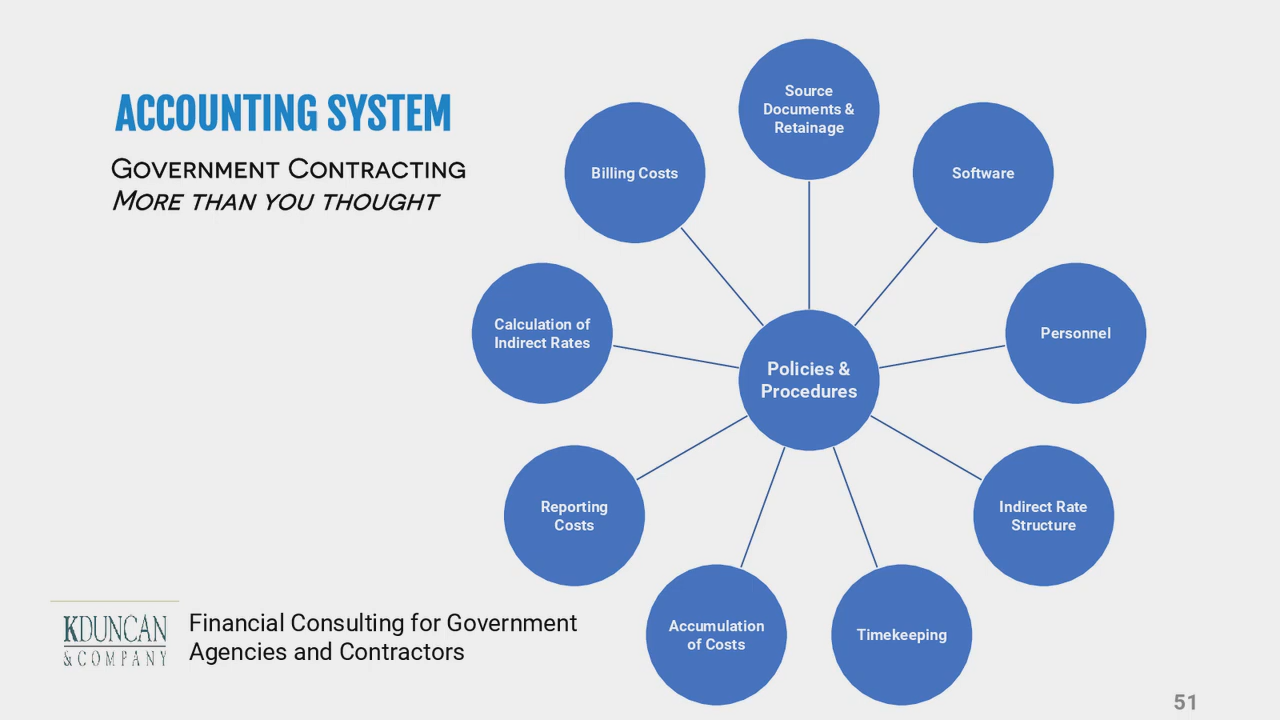 ACCOUNTING SYSTEM
GOVERNMENT CONTRACTING
MORE THAN YOU THOUGHT
Source
Documents &
Retainage
Software
Personnel
Indirect Rate
Structure
Timekeeping
Accumulation
of Costs
Reporting
Costs
Calculation of
Indirect Rates
Billing Costs
Policies &
Procedures
KDUNCAN
& COMPANY
Financial Consulting for Government
Agencies and Contractors
51